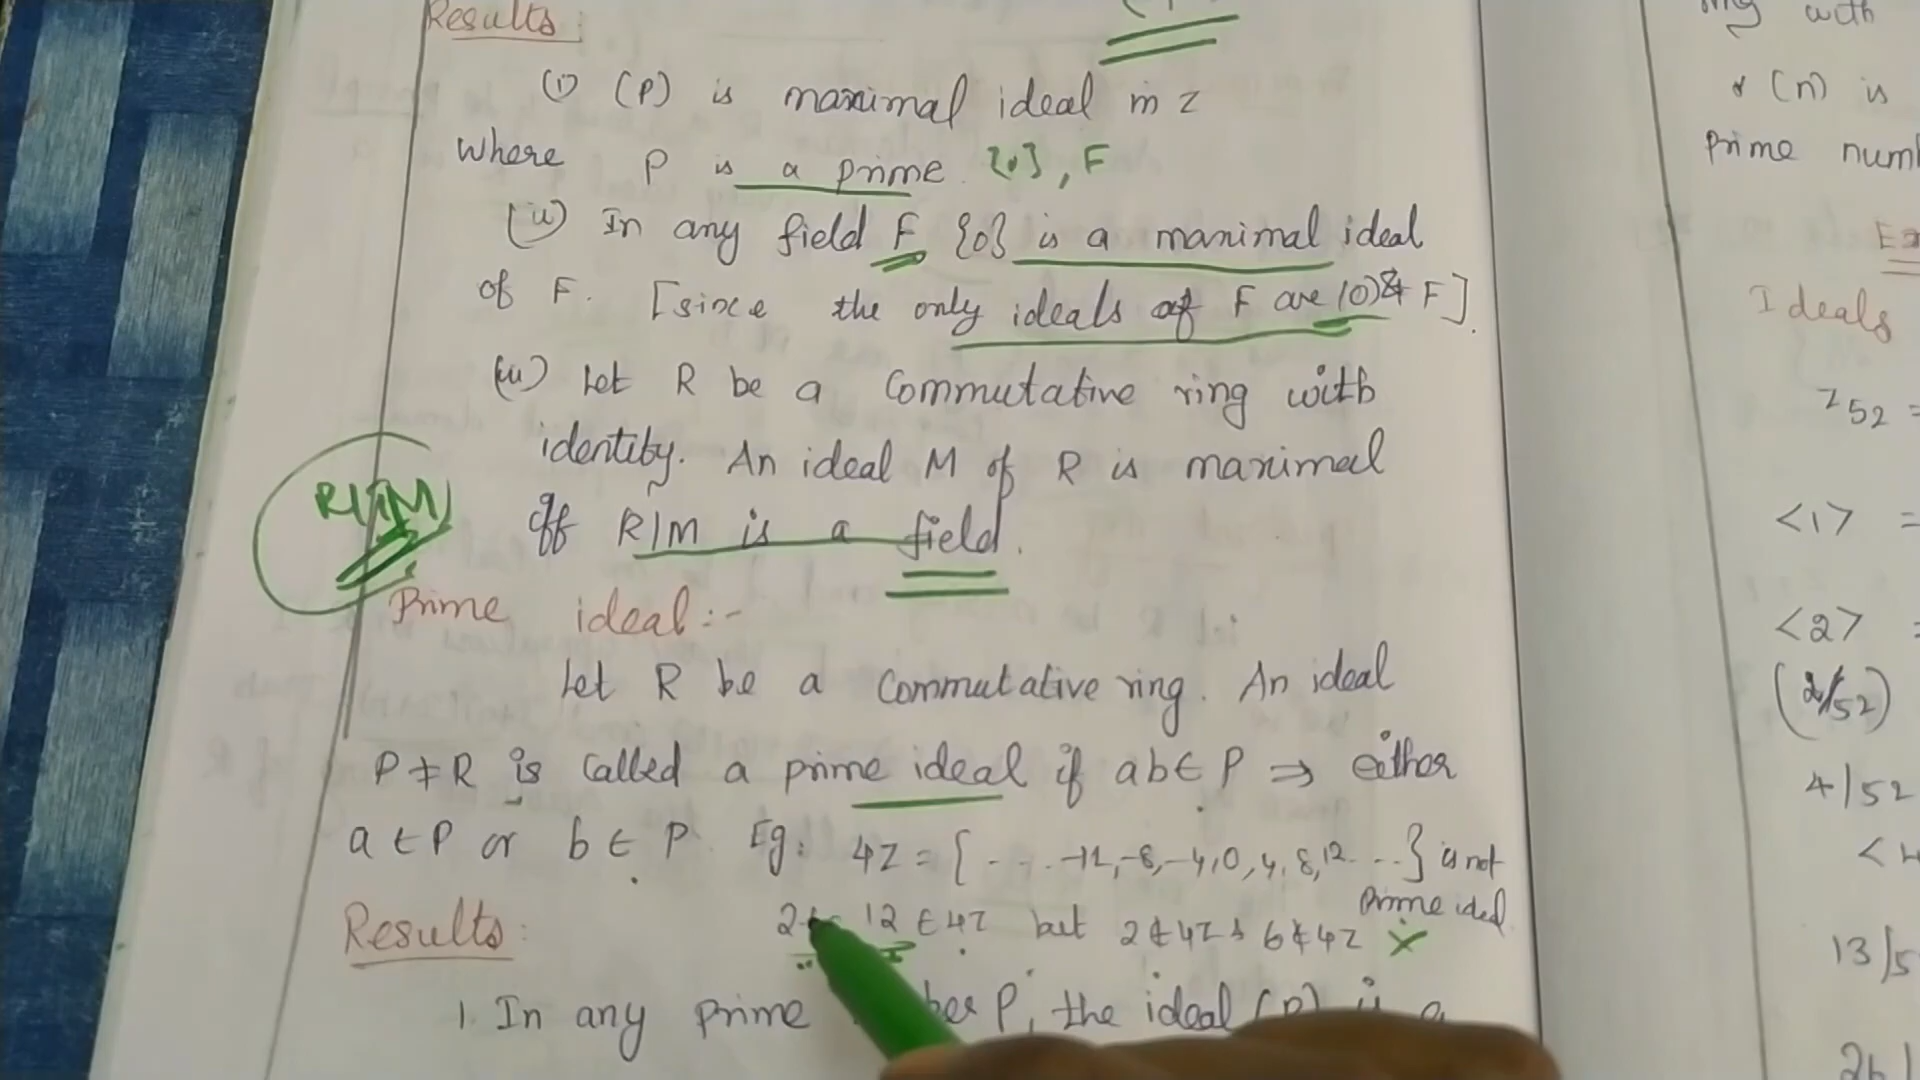 Results:
(i) (P) is maximal ideal in Z
where P is a prime. {0}, F
(ii) In any field F {0} is a maximal ideal
of F. [since the only ideals of F are (0) & F].
(iii) Let R be a commutative ring with
identity. An ideal M of R is maximal
iff R/M is a field.
R/M
Prime ideal:-
Let R be a commutative ring. An ideal
P ≠ R is called a prime ideal if ab ∈ P ⇒ either
a ∈ P or b ∈ P. Eg: 4Z = { - - . -12, -8, -4, 0, 4, 8, 12 . . . } is not
prime ideal.
12 ∈ 4Z but 2 ∉ 4Z & 6 ∉ 4Z
Results:
1. In any prime P, the ideal (P) is a
with
(n) is
Prime num
Ideals
Z52 =
<1> =
<2> =
(2/52)
4/52
13/5
26/